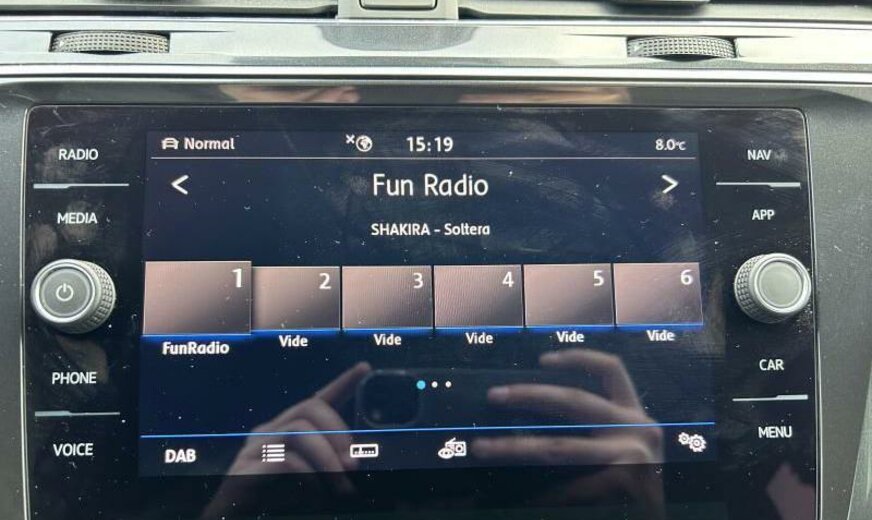 RADIO
MEDIA
PHONE
VOICE
Normal
15:19
8.0°C
<
Fun Radio
>
SHAKIRA - Soltera
1
2
3
4
5
6
FunRadio
Vide
Vide
Vide
Vide
Vide
DAB
NAV
APP
CAR
MENU